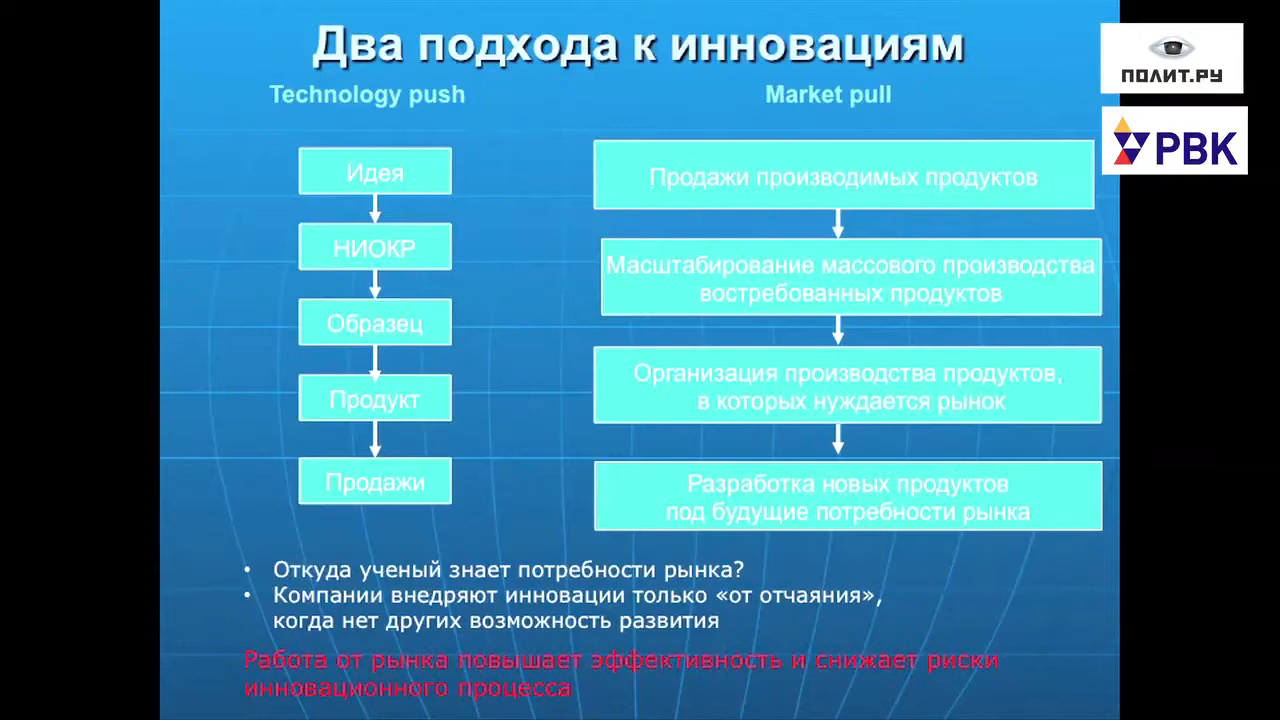 Два подхода к инновациям
Technology push
Market pull
Идея
НИОКР
Образец
Продукт
Продажи
Продажи производимых продуктов
Масштабирование массового производства
востребованных продуктов
Организация производства продуктов,
в которых нуждается рынок
Разработка новых продуктов
под будущие потребности рынка
• Откуда ученый знает потребности рынка?
• Компании внедряют инновации только «от отчаяния»,
когда нет других возможность развития
Работа от рынка повышает эффективность и снижает риски
инновационного процесса
ПОЛИТ.РУ
РВК